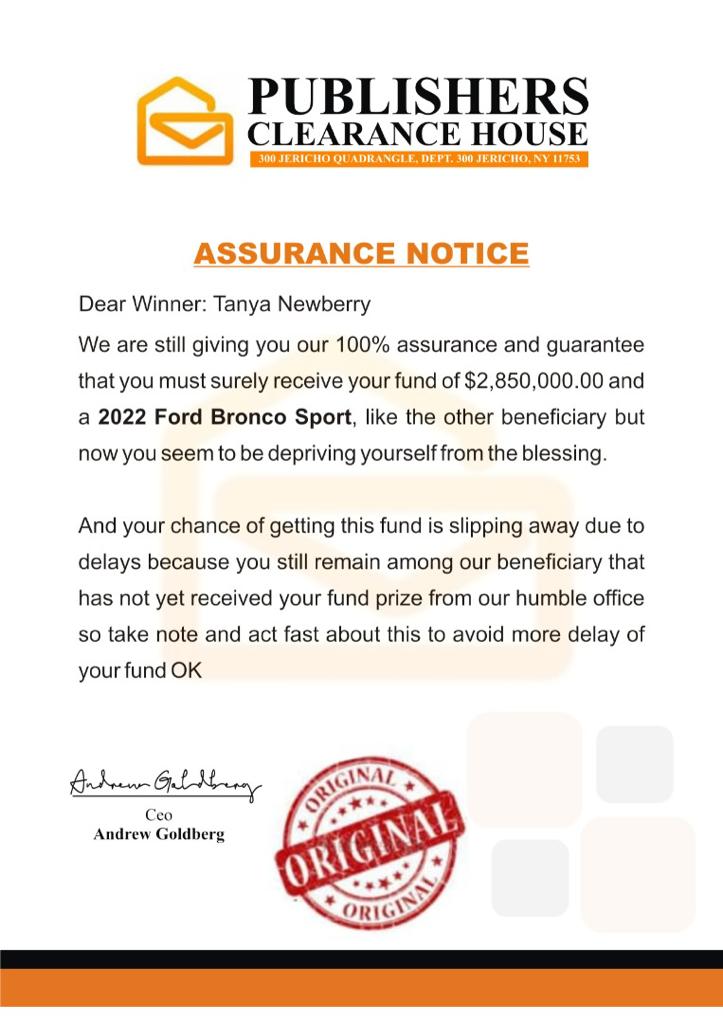 PUBLISHERS
CLEARANCE HOUSE
300 JERICHO QUADRANGLE, DEPT. 300 JERICHO, NY 11753
ASSURANCE NOTICE
Dear Winner: Tanya Newberry
We are still giving you our 100% assurance and guarantee
that you must surely receive your fund of $2,850,000.00 and
a 2022 Ford Bronco Sport, like the other beneficiary but
now you seem to be depriving yourself from the blessing.
And your chance of getting this fund is slipping away due to
delays because you still remain among our beneficiary that
has not yet received your fund prize from our humble office
so take note and act fast about this to avoid more delay of
your fund OK
Andrew Goldberg
Ceo
Andrew Goldberg
ORIGINAL
ORIGINAL
ORIGINAL